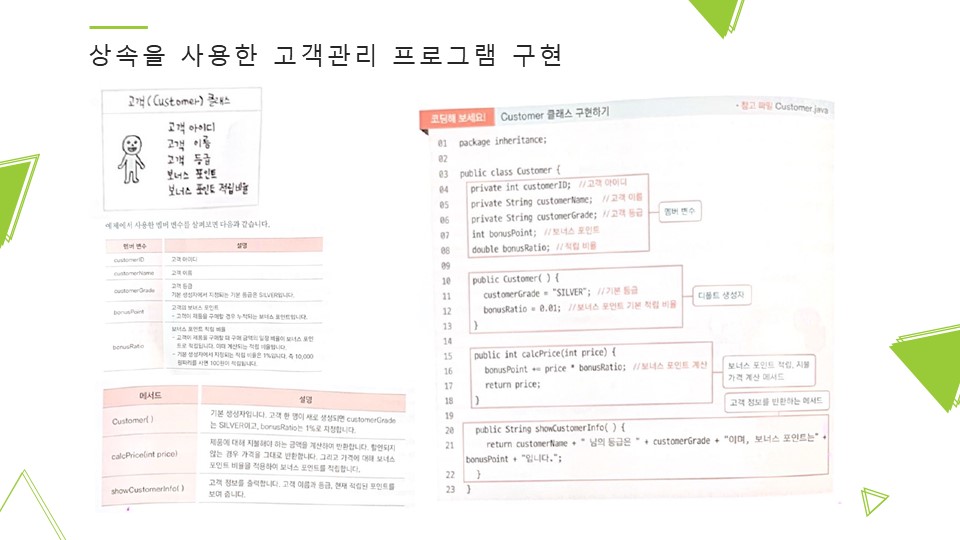 상속을 사용한 고객관리 프로그램 구현
고객(Customer) 클래스
고객 아이디
고객 이름
고객 등급
보너스 포인트
보너스 포인트 적립비율
예제에서 사용한 멤버 변수를 살펴보면 다음과 같습니다.
멤버 변수 설명
customerID 고객 아이디
customerName 고객 이름
customerGrade 고객 등급
기본 생성자에서 지정되는 기본 등급은 SILVER입니다.
bonusPoint 고객의 보너스 포인트
- 고객이 제품을 구매할 경우 누적되는 보너스 포인트입니다.
bonusRatio 보너스 포인트 적립 비율
- 고객이 제품을 구매할 때 구매 금액의 일정 비율이 보너스 포인
트로 적립됩니다. 이때 계산되는 적립 비율입니다.
- 기본 생성자에서 지정되는 적립 비율은 1%입니다. 즉 10,000
원짜리를 사면 100원이 적립됩니다.
메서드 설명
Customer( ) 기본 생성자입니다. 고객 한 명이 새로 생성되면 customerGrade
는 SILVER이고, bonusRatio는 1%로 지정합니다.
calcPrice(int price) 제품에 대해 지불해야 하는 금액을 계산하여 반환합니다. 할인되지
않는 경우 가격을 그대로 반환합니다. 그리고 가격에 대해 보너스
포인트 비율을 적용하여 보너스 포인트를 적립합니다.
showCustomerInfo( ) 고객 정보를 출력합니다. 고객 이름과 등급, 현재 적립된 포인트를
보여 줍니다.
코딩해 보세요! Customer 클래스 구현하기 • 참고 파일 Customer.java
01 package inheritance;
02
03 public class Customer {
04 private int customerID; //고객 아이디
05 private String customerName; //고객 이름
06 private String customerGrade; //고객 등급
멤버 변수
07 int bonusPoint; //보너스 포인트
08 double bonusRatio; //적립 비율
09
10 public Customer( ) {
11 customerGrade = "SILVER"; //기본 등급
디폴트 생성자
12 bonusRatio = 0.01; //보너스 포인트 기본 적립 비율
13 }
14
15 public int calcPrice(int price) {
16 bonusPoint += price * bonusRatio; //보너스 포인트 계산
보너스 포인트 적립, 지불
가격 계산 메서드
17 return price;
18 }
고객 정보를 반환하는 메서드
19
20 public String showCustomerInfo( ) {
21 return customerName + " 님의 등급은 " + customerGrade + "이며, 보너스 포인트는" +
bonusPoint + "입니다.";
22 }
23 }